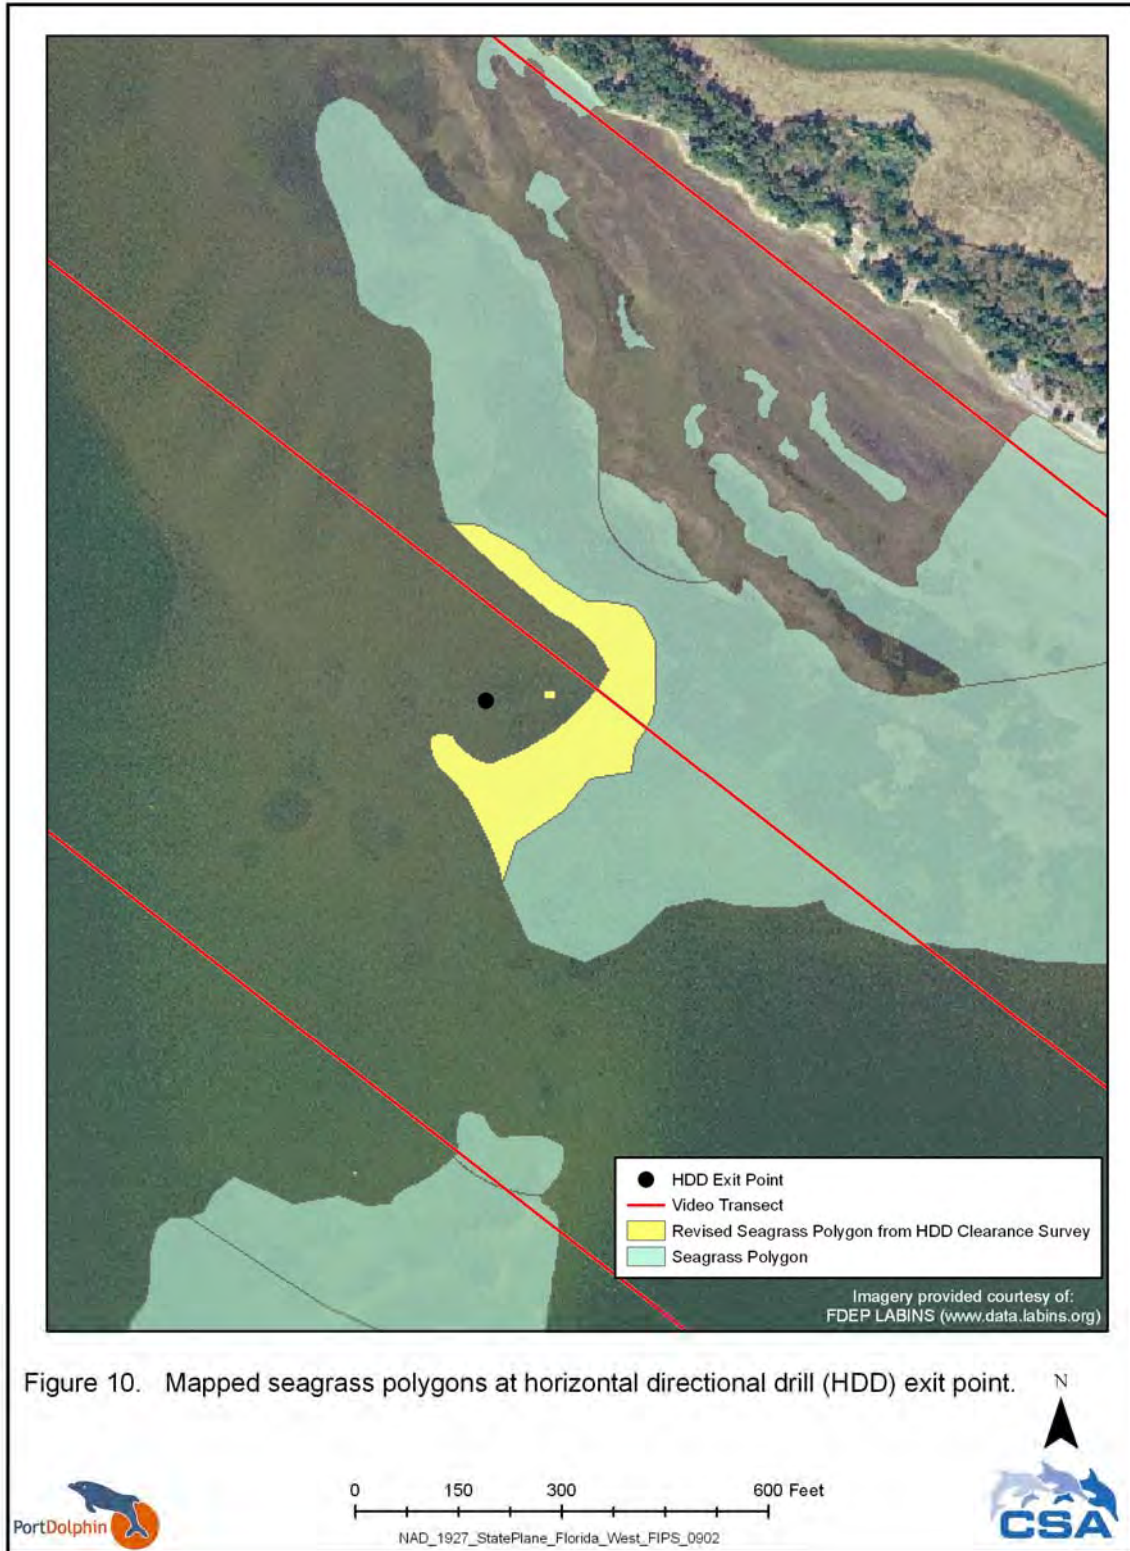 HDD Exit Point
Video Transect
Revised Seagrass Polygon from HDD Clearance Survey
Seagrass Polygon
Imagery provided courtesy of:
FDEP LABINS (www.data.labins.org)
Figure 10. Mapped seagrass polygons at horizontal directional drill (HDD) exit point.
N
PortDolphin
0 150 300 600 Feet
NAD_1927_StatePlane_Florida_West_FIPS_0902
CSA